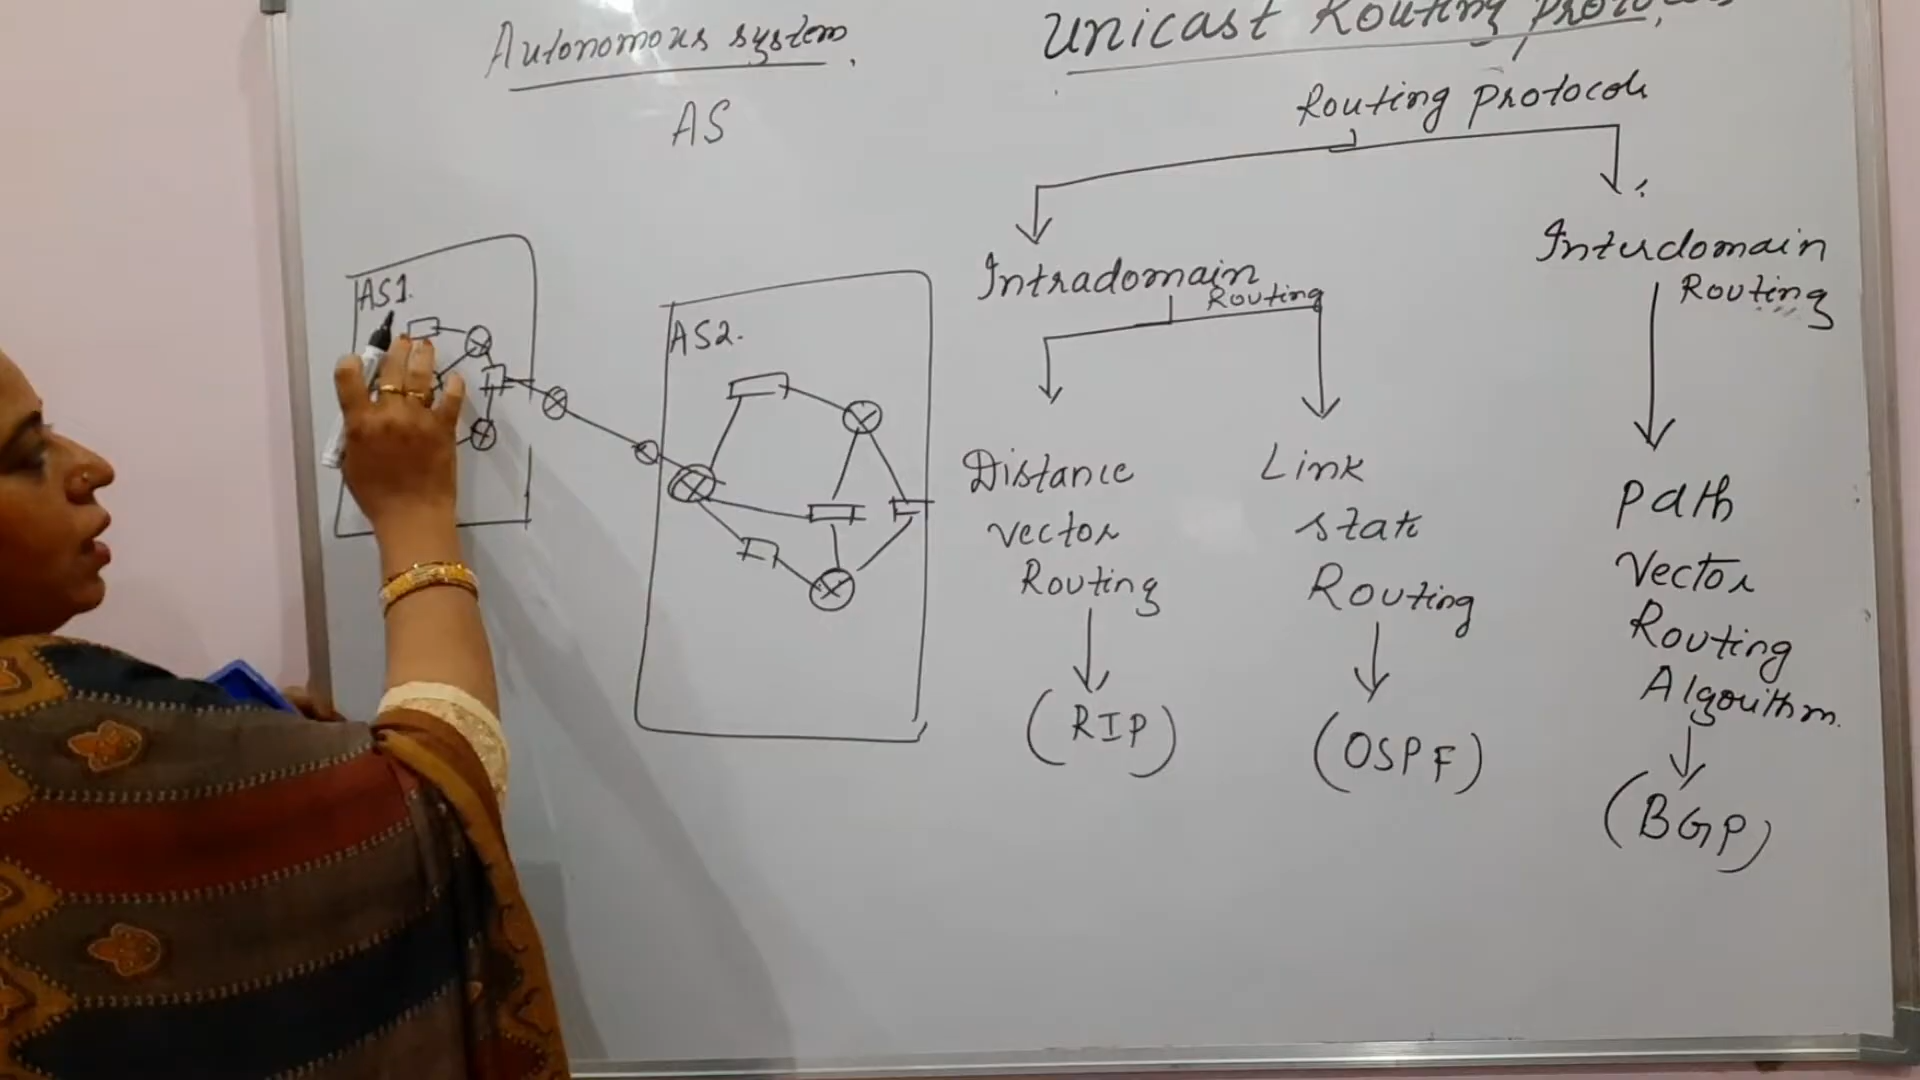 Autonomous system.
AS
AS1.
AS2.
Unicast Routing
Routing Protocols
Intradomain
Routing
Interdomain
Routing
Distance
Vector
Routing
(RIP)
Link
State
Routing
(OSPF)
Path
Vector
Routing
Algorithm.
(BGP)